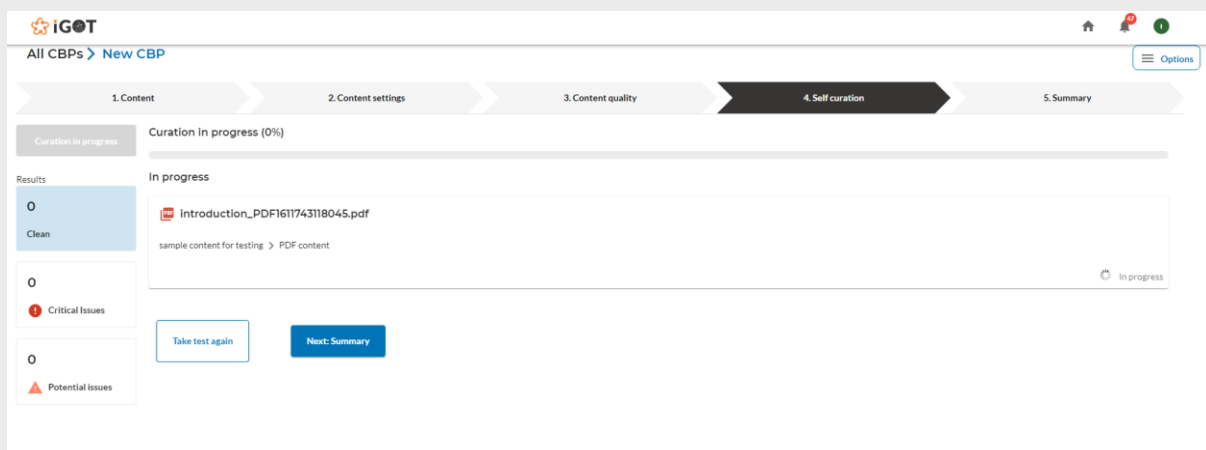 iGOT
47
I
All CBPs > New CBP
Options
1. Content
2. Content settings
3. Content quality
4. Self curation
5. Summary
Curation in progress
Curation in progress (0%)
Results
In progress
0
Clean
PDF
introduction_PDF1611743118045.pdf
sample content for testing > PDF content
In progress
0
Critical Issues
0
Potential issues
Take test again
Next: Summary